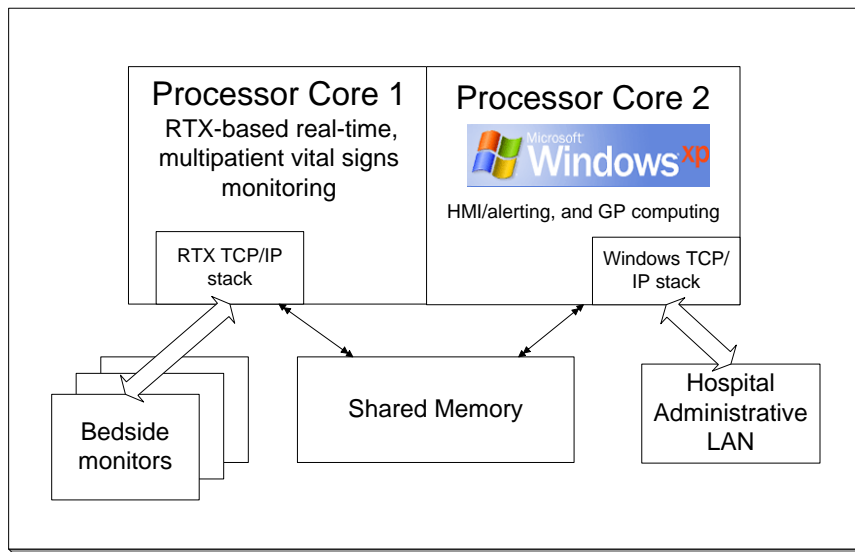 Processor Core 1
RTX-based real-time,
multipatient vital signs
monitoring
RTX TCP/IP
stack
Processor Core 2
Microsoft
Windows xp
HMI/alerting, and GP computing
Windows TCP/
IP stack
Bedside
monitors
Shared Memory
Hospital
Administrative
LAN